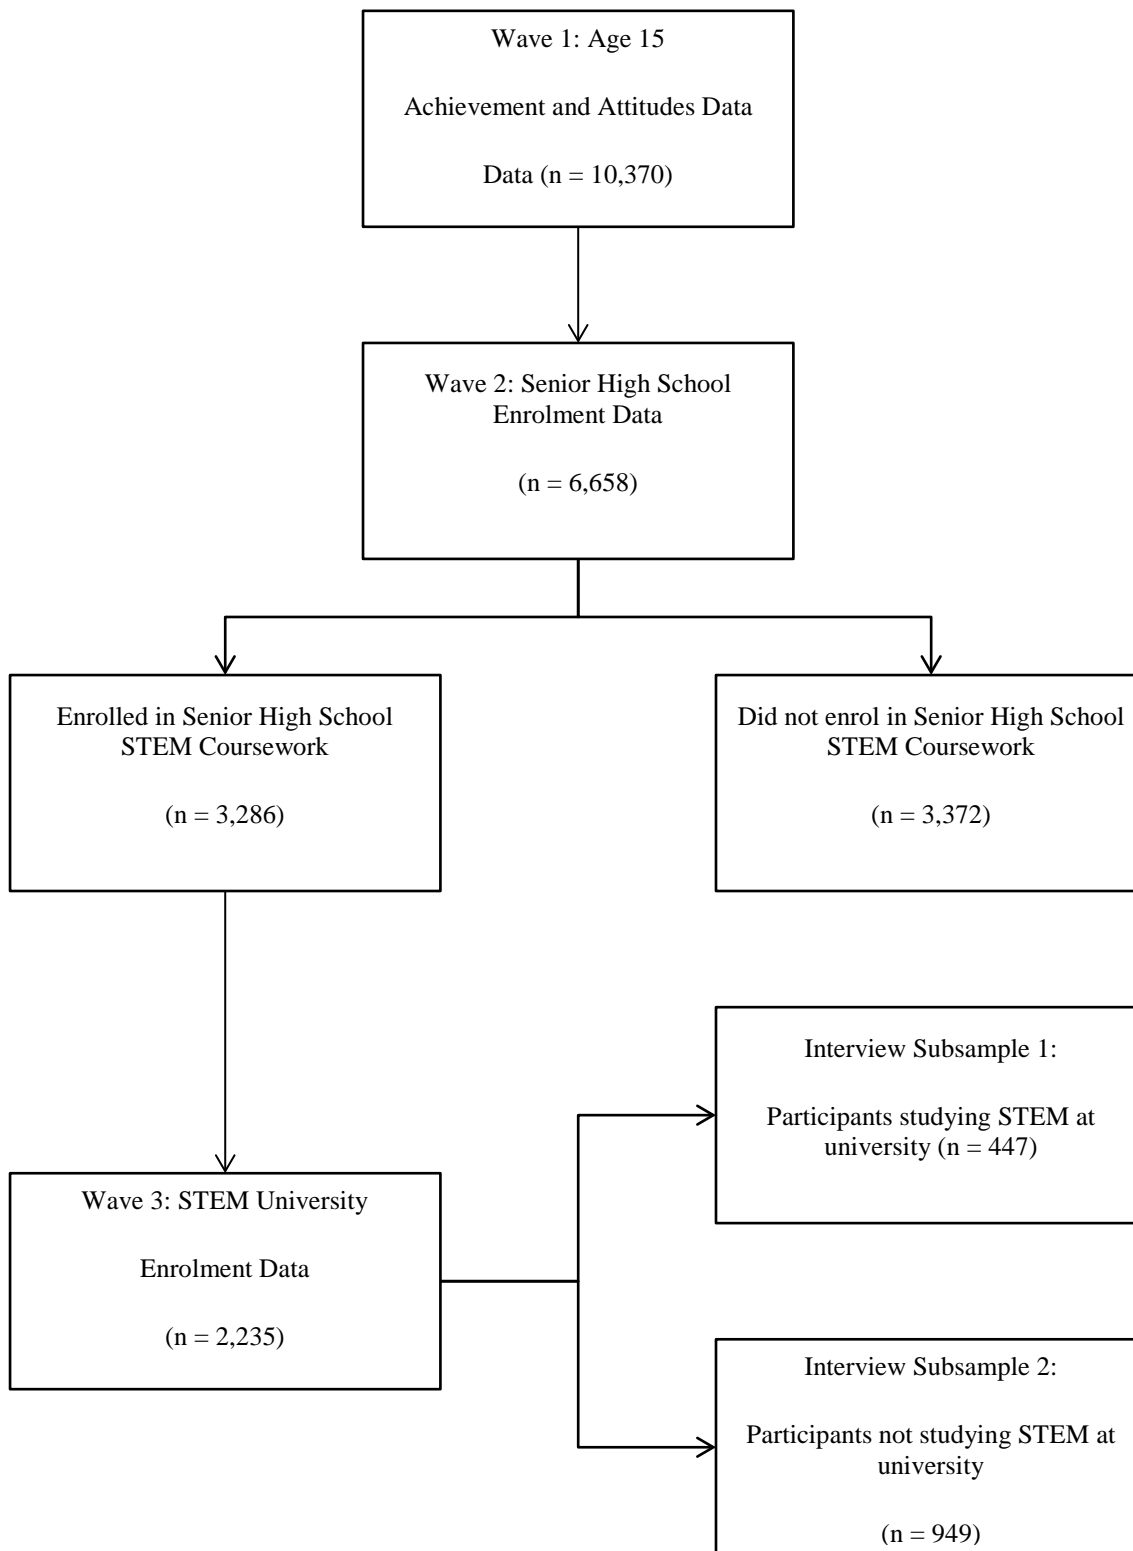 Wave 1: Age 15
Achievement and Attitudes Data
Data (n = 10,370)
Wave 2: Senior High School
Enrolment Data
(n = 6,658)
Enrolled in Senior High School
STEM Coursework
(n = 3,286)
Did not enrol in Senior High School
STEM Coursework
(n = 3,372)
Interview Subsample 1:
Participants studying STEM at
university (n = 447)
Wave 3: STEM University
Enrolment Data
(n = 2,235)
Interview Subsample 2:
Participants not studying STEM at
university
(n = 949)